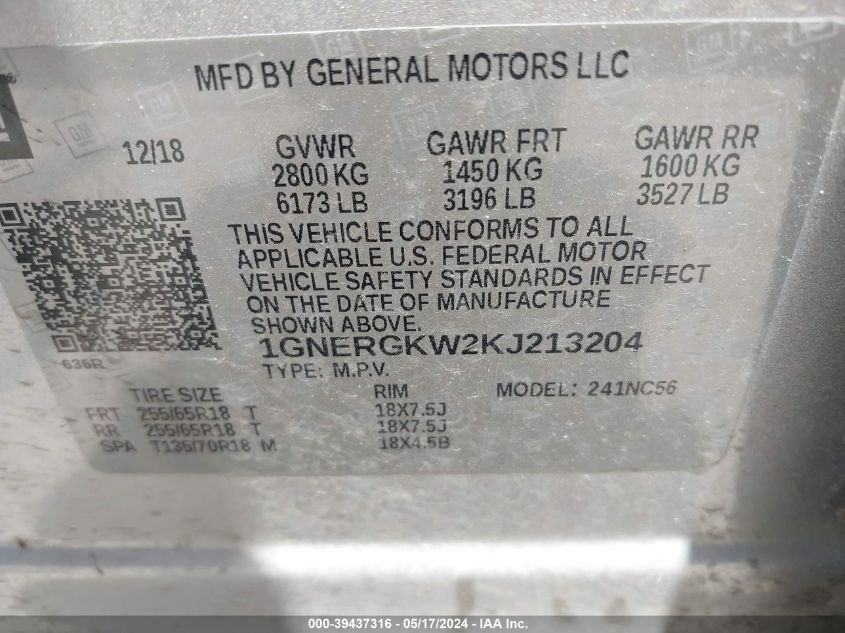 MFD BY GENERAL MOTORS LLC
12/18 GVWR GAWR FRT GAWR RR
2800 KG 1450 KG 1600 KG
6173 LB 3196 LB 3527 LB
THIS VEHICLE CONFORMS TO ALL
APPLICABLE U.S. FEDERAL MOTOR
VEHICLE SAFETY STANDARDS IN EFFECT
ON THE DATE OF MANUFACTURE
SHOWN ABOVE.
1GNERGKW2KJ213204
636R TYPE: M.P.V.
TIRE SIZE RIM MODEL: 241NC56
FRT 255/65R18 T 18X7.5J
RR 255/65R18 T 18X7.5J
SPA T135/70R18 M 18X4.5B
000-39437316 - 05/17/2024 - IAA Inc.